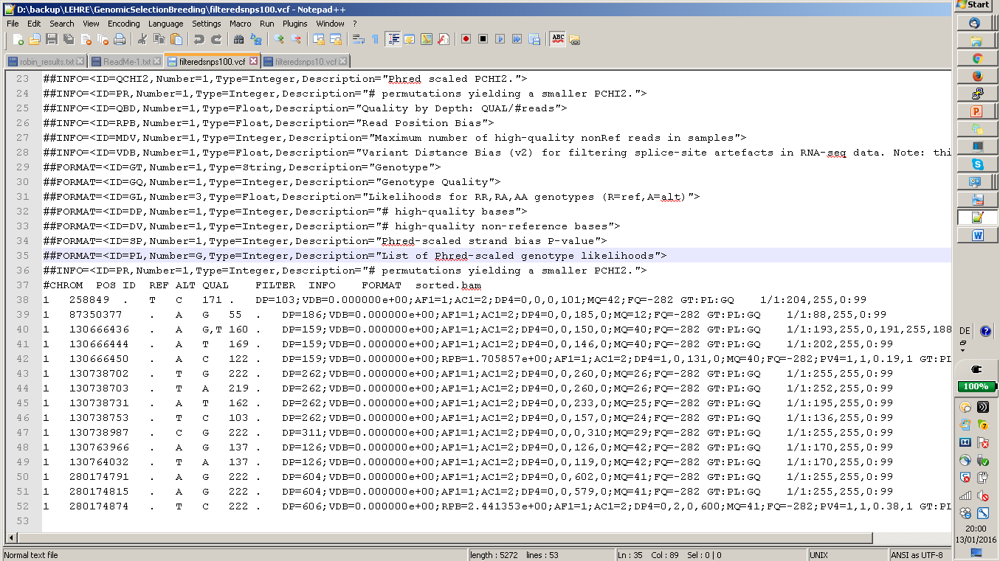 D:\backup\LEHRE\GenomicSelectionBreeding\filteredsnps100.vcf - Notepad++
File Edit Search View Encoding Language Settings Macro Run Plugins Window ?
robin_results.txt ReadMe-1.txt filteredsnps100.vcf filteredsnps10.vcf
23 ##INFO=<ID=QCHI2,Number=1,Type=Integer,Description="Phred scaled PCHI2.">
24 ##INFO=<ID=PR,Number=1,Type=Integer,Description="# permutations yielding a smaller PCHI2.">
25 ##INFO=<ID=QBD,Number=1,Type=Float,Description="Quality by Depth: QUAL/#reads">
26 ##INFO=<ID=RPB,Number=1,Type=Float,Description="Read Position Bias">
27 ##INFO=<ID=MDV,Number=1,Type=Integer,Description="Maximum number of high-quality nonRef reads in samples">
28 ##INFO=<ID=VDB,Number=1,Type=Float,Description="Variant Distance Bias (v2) for filtering splice-site artefacts in RNA-seq data. Note: thi
29 ##FORMAT=<ID=GT,Number=1,Type=String,Description="Genotype">
30 ##FORMAT=<ID=GQ,Number=1,Type=Integer,Description="Genotype Quality">
31 ##FORMAT=<ID=GL,Number=3,Type=Float,Description="Likelihoods for RR,RA,AA genotypes (R=ref,A=alt)">
32 ##FORMAT=<ID=DP,Number=1,Type=Integer,Description="# high-quality bases">
33 ##FORMAT=<ID=DV,Number=1,Type=Integer,Description="# high-quality non-reference bases">
34 ##FORMAT=<ID=SP,Number=1,Type=Integer,Description="Phred-scaled strand bias P-value">
35 ##FORMAT=<ID=PL,Number=G,Type=Integer,Description="List of Phred-scaled genotype likelihoods">
36 ##INFO=<ID=PR,Number=1,Type=Integer,Description="# permutations yielding a smaller PCHI2.">
37 #CHROM POS ID REF ALT QUAL FILTER INFO FORMAT sorted.bam
38 1 258849 . T C 171 . DP=103;VDB=0.000000e+00;AF1=1;AC1=2;DP4=0,0,0,101;MQ=42;FQ=-282 GT:PL:GQ 1/1:204,255,0:99
39 1 87350377 . A G 55 . DP=186;VDB=0.000000e+00;AF1=1;AC1=2;DP4=0,0,185,0;MQ=12;FQ=-282 GT:PL:GQ 1/1:88,255,0:99
40 1 130666436 . A G,T 160 . DP=159;VDB=0.000000e+00;AF1=1;AC1=2;DP4=0,0,150,0;MQ=40;FQ=-282 GT:PL:GQ 1/1:193,255,0,191,255,188
41 1 130666444 . A T 169 . DP=159;VDB=0.000000e+00;AF1=1;AC1=2;DP4=0,0,146,0;MQ=40;FQ=-282 GT:PL:GQ 1/1:202,255,0:99
42 1 130666450 . A C 122 . DP=159;VDB=0.000000e+00;RPB=1.705857e+00;AF1=1;AC1=2;DP4=1,0,131,0;MQ=40;FQ=-282;PV4=1,1,0.19,1 GT:PL
43 1 130738702 . T G 222 . DP=262;VDB=0.000000e+00;AF1=1;AC1=2;DP4=0,0,260,0;MQ=26;FQ=-282 GT:PL:GQ 1/1:255,255,0:99
44 1 130738703 . T A 219 . DP=262;VDB=0.000000e+00;AF1=1;AC1=2;DP4=0,0,260,0;MQ=26;FQ=-282 GT:PL:GQ 1/1:252,255,0:99
45 1 130738731 . A T 162 . DP=262;VDB=0.000000e+00;AF1=1;AC1=2;DP4=0,0,233,0;MQ=25;FQ=-282 GT:PL:GQ 1/1:195,255,0:99
46 1 130738753 . T C 103 . DP=262;VDB=0.000000e+00;AF1=1;AC1=2;DP4=0,0,157,0;MQ=24;FQ=-282 GT:PL:GQ 1/1:136,255,0:99
47 1 130738987 . C G 222 . DP=311;VDB=0.000000e+00;AF1=1;AC1=2;DP4=0,0,0,310;MQ=29;FQ=-282 GT:PL:GQ 1/1:255,255,0:99
48 1 130763966 . A G 137 . DP=126;VDB=0.000000e+00;AF1=1;AC1=2;DP4=0,0,126,0;MQ=42;FQ=-282 GT:PL:GQ 1/1:170,255,0:99
49 1 130764032 . T A 137 . DP=126;VDB=0.000000e+00;AF1=1;AC1=2;DP4=0,0,119,0;MQ=42;FQ=-282 GT:PL:GQ 1/1:170,255,0:99
50 1 280174791 . A G 222 . DP=604;VDB=0.000000e+00;AF1=1;AC1=2;DP4=0,0,602,0;MQ=41;FQ=-282 GT:PL:GQ 1/1:255,255,0:99
51 1 280174815 . A G 222 . DP=604;VDB=0.000000e+00;AF1=1;AC1=2;DP4=0,0,579,0;MQ=41;FQ=-282 GT:PL:GQ 1/1:255,255,0:99
52 1 280174874 . T C 222 . DP=606;VDB=0.000000e+00;RPB=2.441353e+00;AF1=1;AC1=2;DP4=0,2,0,600;MQ=41;FQ=-282;PV4=1,1,0.38,1 GT:PL
53
Normal text file length : 5272 lines : 53 Ln : 35 Col : 89 Sel : 0 | 0 UNIX ANSI as UTF-8
Start
DE
100%
20:00
13/01/2016